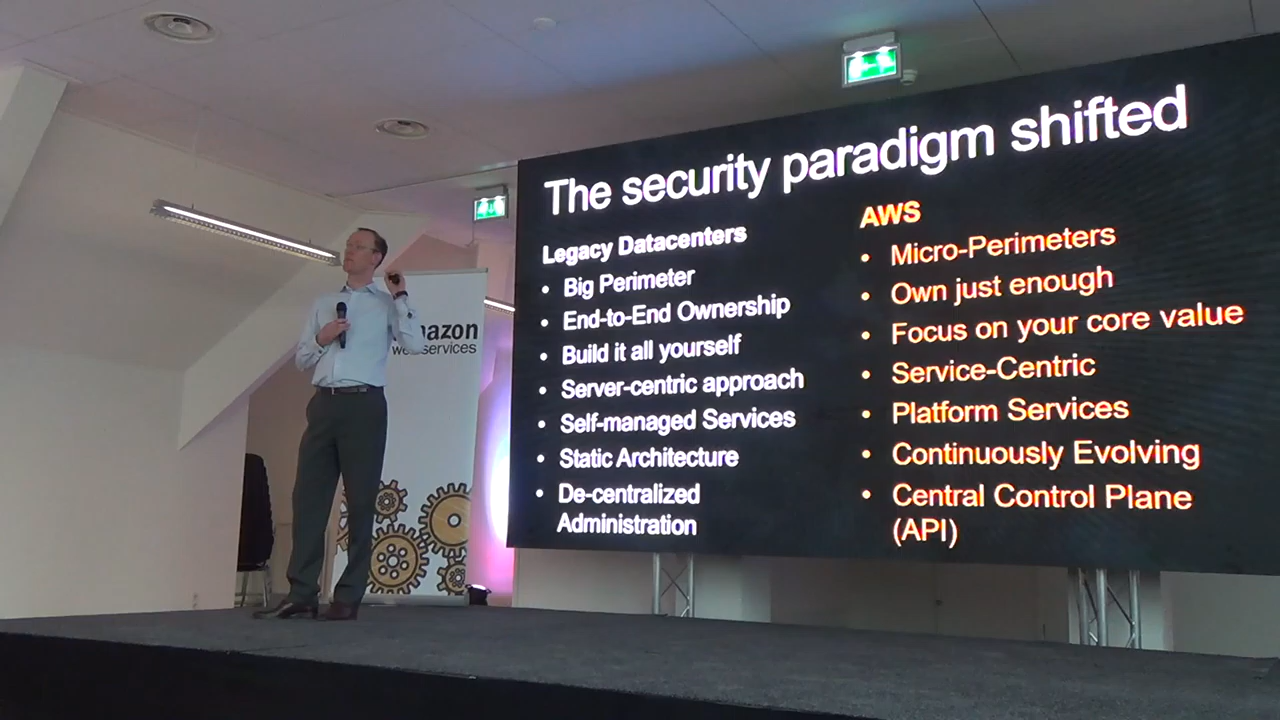 The security paradigm shifted
Legacy Datacenters
• Big Perimeter
• End-to-End Ownership
• Build it all yourself
• Server-centric approach
• Self-managed Services
• Static Architecture
• De-centralized
Administration
AWS
• Micro-Perimeters
• Own just enough
• Focus on your core value
• Service-Centric
• Platform Services
• Continuously Evolving
• Central Control Plane
(API)
azon
services